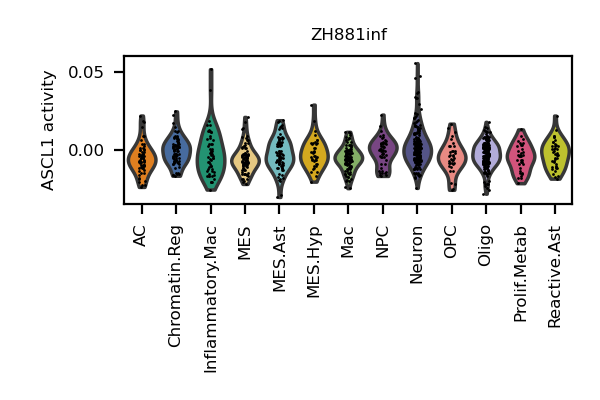 ZH881inf
ASCL1 activity
0.05
0.00
AC
Chromatin.Reg
Inflammatory.Mac
MES
MES.Ast
MES.Hyp
Mac
NPC
Neuron
OPC
Oligo
Prolif.Metab
Reactive.Ast